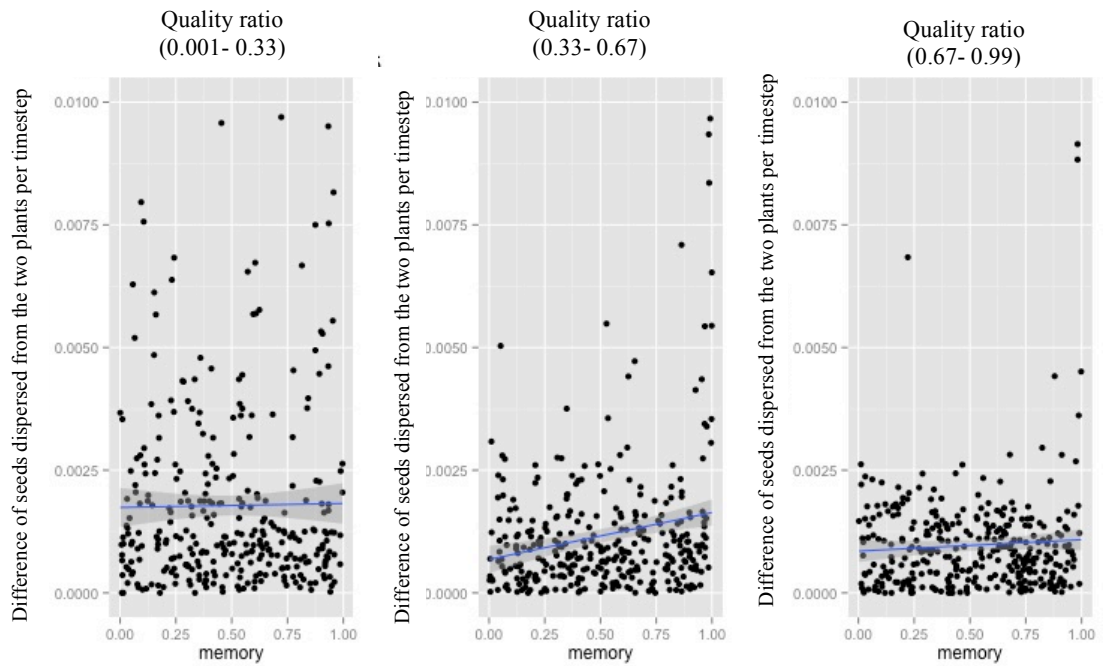 Quality ratio
(0.001- 0.33)
Difference of seeds dispersed from the two plants per timestep
0.0100
0.0075
0.0050
0.0025
0.0000
0.00 0.25 0.50 0.75 1.00
memory
Quality ratio
(0.33- 0.67)
Difference of seeds dispersed from the two plants per timestep
0.0100
0.0075
0.0050
0.0025
0.0000
0.00 0.25 0.50 0.75 1.00
memory
Quality ratio
(0.67- 0.99)
Difference of seeds dispersed from the two plants per timestep
0.0100
0.0075
0.0050
0.0025
0.0000
0.00 0.25 0.50 0.75 1.00
memory